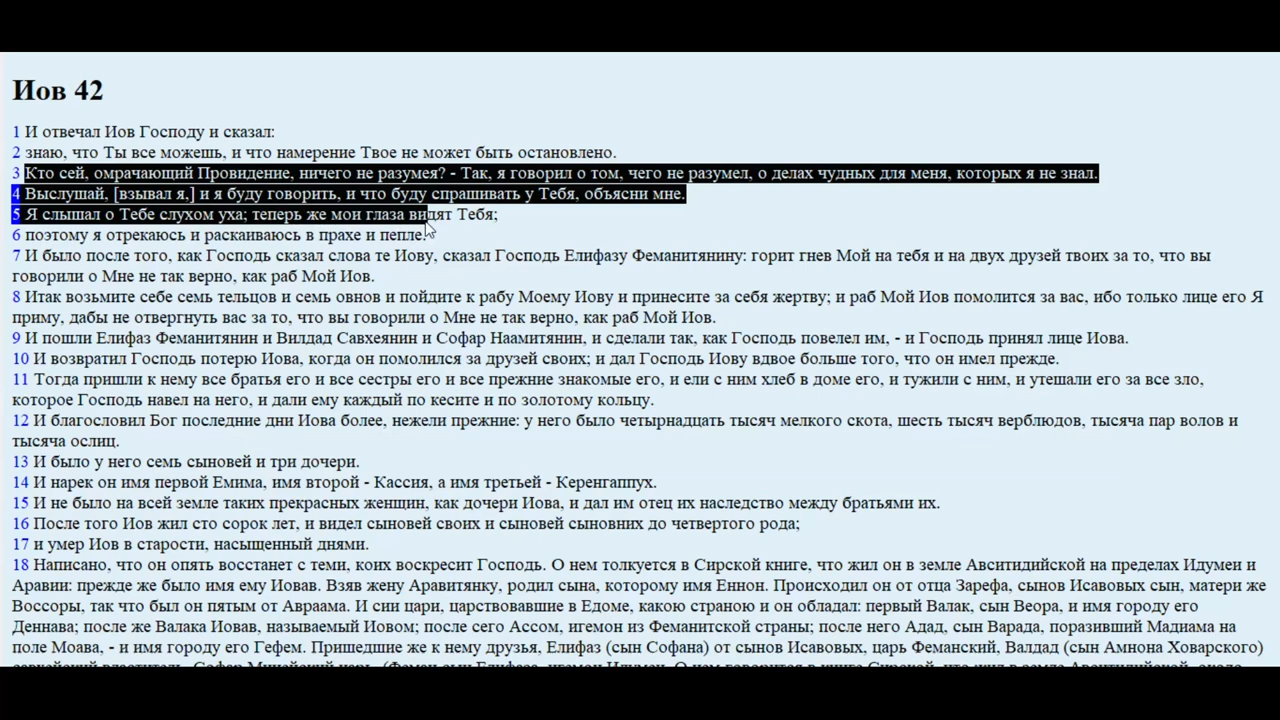 Иов 42
1 И отвечал Иов Господу и сказал:
2 знаю, что Ты все можешь, и что намерение Твое не может быть остановлено.
3 Кто сей, омрачающий Провидение, ничего не разумея? - Так, я говорил о том, чего не разумел, о делах чудных для меня, которых я не знал.
4 Выслушай, [взывал я,] и я буду говорить, и что буду спрашивать у Тебя, объясни мне.
5 Я слышал о Тебе слухом уха; теперь же мои глаза видят Тебя;
6 поэтому я отрекаюсь и раскаиваюсь в прахе и пепле.
7 И было после того, как Господь сказал слова те Иову, сказал Господь Елифазу Феманитянину: горит гнев Мой на тебя и на двух друзей твоих за то, что вы
говорили о Мне не так верно, как раб Мой Иов.
8 Итак возьмите себе семь тельцов и семь овнов и пойдите к рабу Моему Иову и принесите за себя жертву; и раб Мой Иов помолится за вас, ибо только лице его Я
приму, дабы не отвергнуть вас за то, что вы говорили о Мне не так верно, как раб Мой Иов.
9 И пошли Елифаз Феманитянин и Вилдад Савхеянин и Софар Наамитянин, и сделали так, как Господь повелел им, - и Господь принял лице Иова.
10 И возвратил Господь потерю Иова, когда он помолился за друзей своих; и дал Господь Иову вдвое больше того, что он имел прежде.
11 Тогда пришли к нему все братья его и все сестры его и все прежние знакомые его, и ели с ним хлеб в доме его, и тужили с ним, и утешали его за все зло,
которое Господь навел на него, и дали ему каждый по кесите и по золотому кольцу.
12 И благословил Бог последние дни Иова более, нежели прежние: у него было четырнадцать тысяч мелкого скота, шесть тысяч верблюдов, тысяча пар волов и
тысяча ослиц.
13 И было у него семь сыновей и три дочери.
14 И нарек он имя первой Емима, имя второй - Кассия, а имя третьей - Керенгаппух.
15 И не было на всей земле таких прекрасных женщин, как дочери Иова, и дал им отец их наследство между братьями их.
16 После того Иов жил сто сорок лет, и видел сыновей своих и сыновей сыновних до четвертого рода;
17 и умер Иов в старости, насыщенный днями.
18 Написано, что он опять восстанет с теми, коих воскресит Господь. О нем толкуется в Сирской книге, что жил он в земле Авситидийской на пределах Идумеи и
Аравии: прежде же было имя ему Иовав. Взяв жену Аравитянку, родил сына, которому имя Еннон. Происходил он от отца Зарефа, сынов Исавовых сын, матери же
Воссоры, так что был он пятым от Авраама. И сии цари, царствовавшие в Едоме, какою страною и он обладал: первый Валак, сын Веора, и имя городу его
Деннава; после же Валака Иовав, называемый Иовом; после сего Ассом, игемон из Феманитской страны; после него Адад, сын Варада, поразивший Мадиама на
поле Моава, - и имя городу его Гефем. Пришедшие же к нему друзья, Елифаз (сын Софана) от сынов Исавовых, царь Феманский, Валдад (сын Амнона Ховарского)